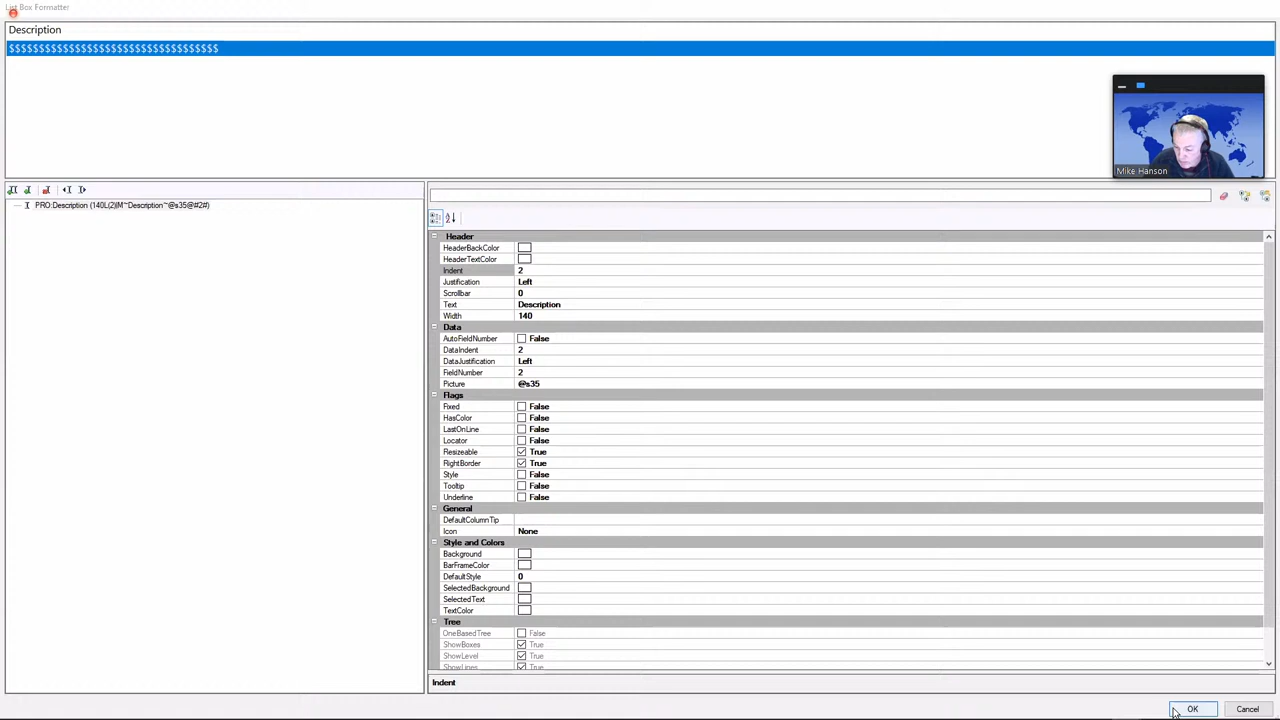 List Box Formatter
Description
$$$$$$$$$$$$$$$$$$$$$$$$$$$$$$$$$$$
Mike Hanson
PRO:Description (140L(2)|M~Description~@s35@#2#)
Header
HeaderBackColor
HeaderTextColor
Indent 2
Justification Left
Scrollbar 0
Text Description
Width 140
Data
AutoFieldNumber False
DataIndent 2
DataJustification Left
FieldNumber 2
Picture @s35
Flags
Fixed False
HasColor False
LastOnLine False
Locator False
Resizeable True
RightBorder True
Style False
Tooltip False
Underline False
General
DefaultColumnTip
Icon None
Style and Colors
Background
BarFrameColor
DefaultStyle 0
SelectedBackground
SelectedText
TextColor
Tree
OneBasedTree False
ShowBoxes True
ShowLevel True
ShowLines True
Indent
OK Cancel